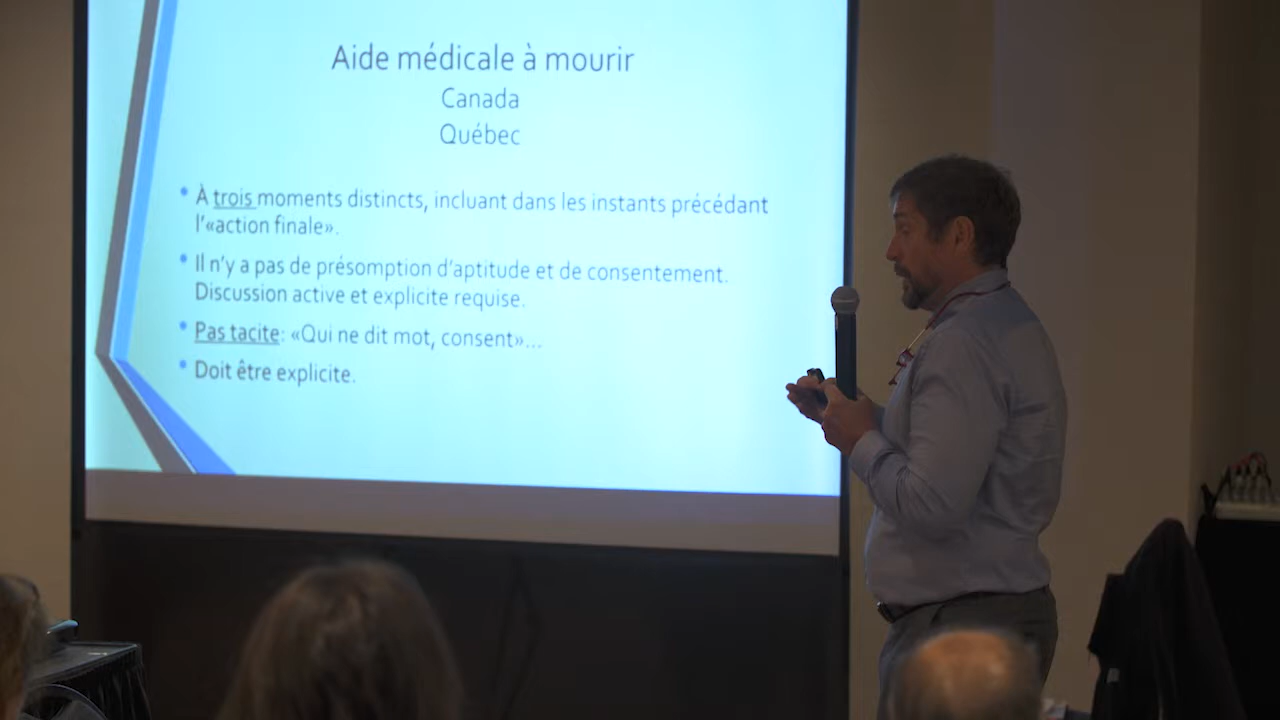 Aide médicale à mourir
Canada
Québec
• À trois moments distincts, incluant dans les instants précédant
l'«action finale».
• Il n'y a pas de présomption d'aptitude et de consentement.
Discussion active et explicite requise.
• Pas tacite: «Qui ne dit mot, consent»...
• Doit être explicite.